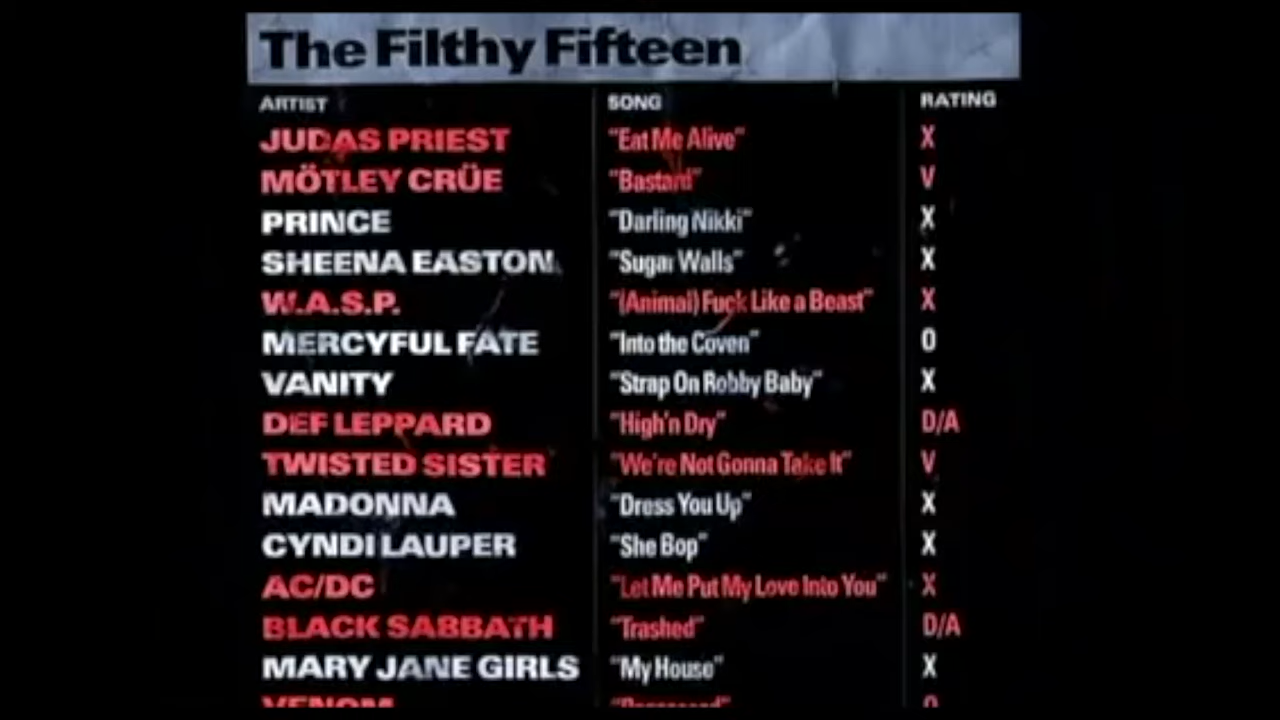 The Filthy Fifteen
ARTIST SONG RATING
JUDAS PRIEST "Eat Me Alive" X
MÖTLEY CRÜE "Bastard" V
PRINCE "Darling Nikki" X
SHEENA EASTON "Sugar Walls" X
W.A.S.P. "(Animal) Fuck Like a Beast" X
MERCYFUL FATE "Into the Coven" O
VANITY "Strap On Robby Baby" X
DEF LEPPARD "High'n Dry" D/A
TWISTED SISTER "We're Not Gonna Take It" V
MADONNA "Dress You Up" X
CYNDI LAUPER "She Bop" X
AC/DC "Let Me Put My Love Into You" X
BLACK SABBATH "Trashed" D/A
MARY JANE GIRLS "My House" X
VENOM